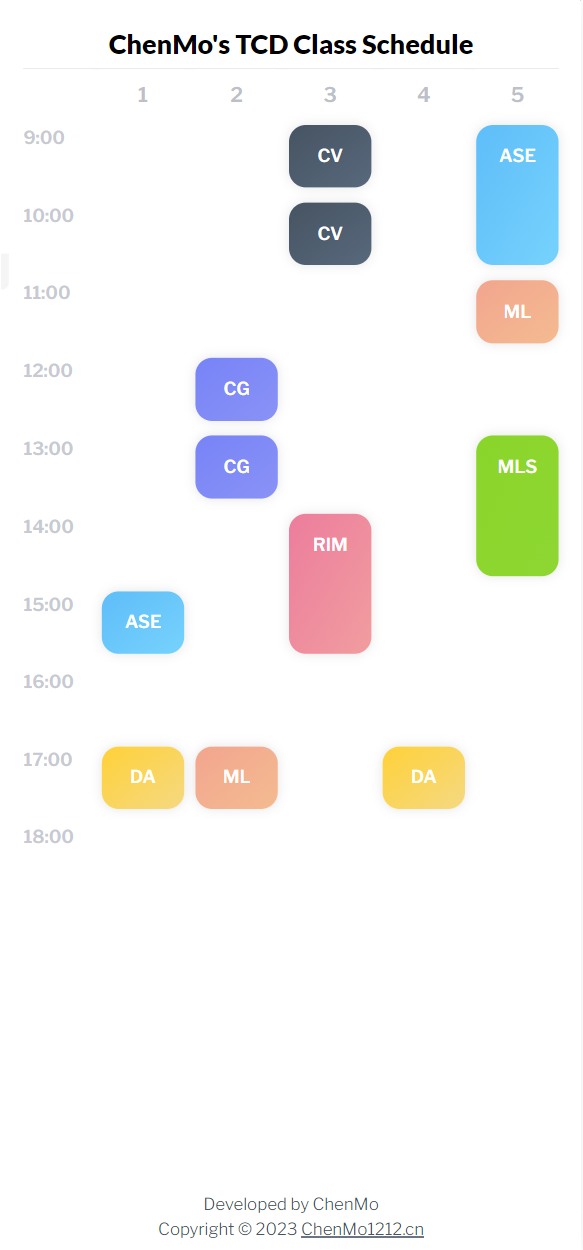 ChenMo's TCD Class Schedule
1 2 3 4 5
9:00 CV ASE
10:00 CV
11:00 ML
12:00 CG
13:00 CG MLS
14:00 RIM
15:00 ASE
16:00
17:00 DA ML DA
18:00
Developed by ChenMo
Copyright © 2023 ChenMo1212.cn